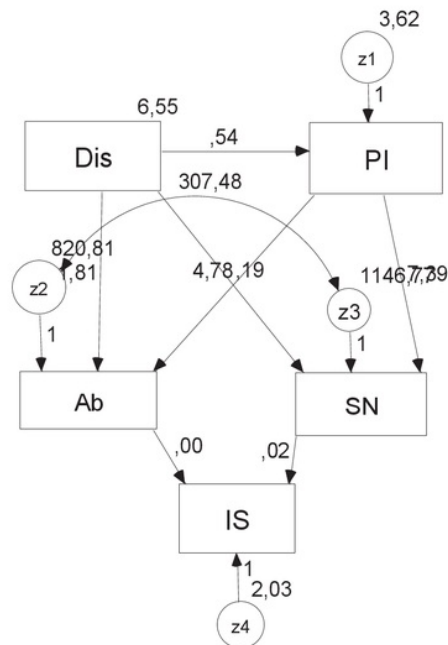 3,62
z1
1
6,55
Dis
,54
PI
307,48
820,81
,81
4,78,19
z2
z3
1
1
Ab
SN
,00
,02
IS
1
2,03
z4